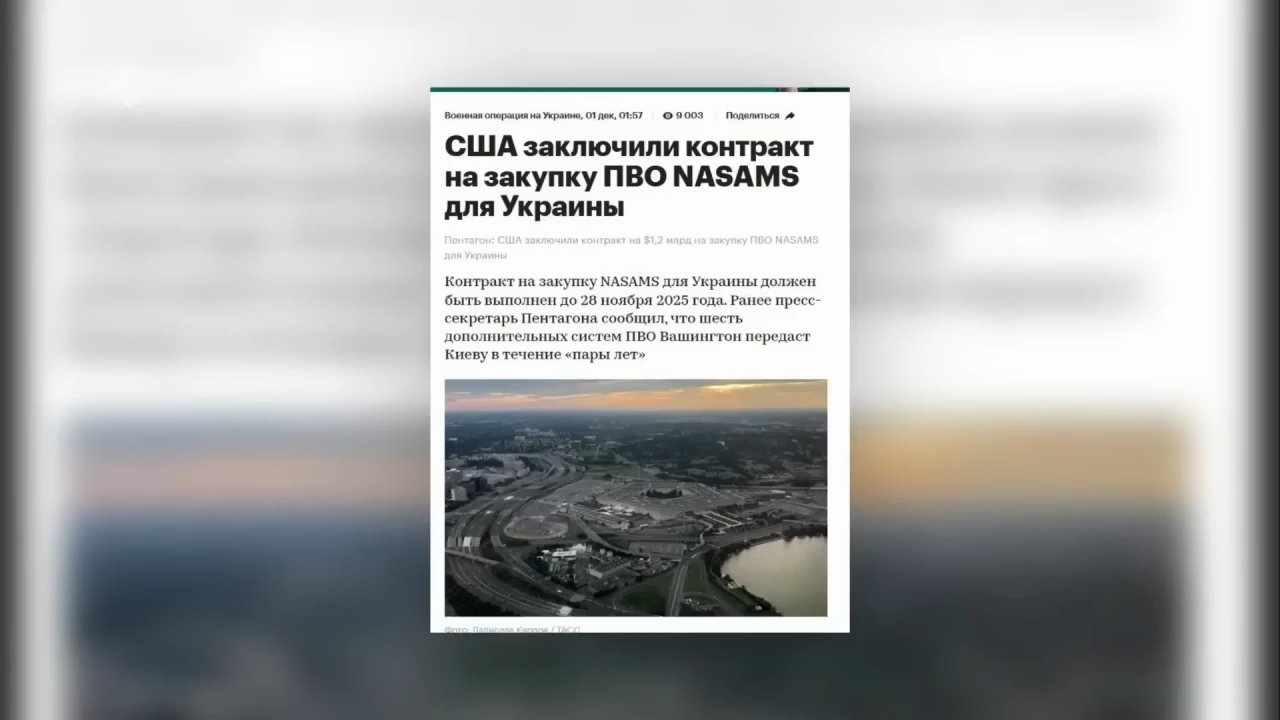 Военная операция на Украине, 01 дек, 01:57 9 003 Поделиться
США заключили контракт
на закупку ПВО NASAMS
для Украины
Пентагон: США заключили контракт на $1,2 млрд на закупку ПВО NASAMS
для Украины
Контракт на закупку NASAMS для Украины должен
быть выполнен до 28 ноября 2025 года. Ранее пресс-
секретарь Пентагона сообщил, что шесть
дополнительных систем ПВО Вашингтон передаст
Киеву в течение «пары лет»
Фото: / ТАСС